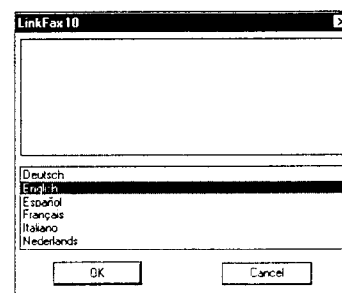 LinkFax 10
Deutsch
English
Español
Français
Italiano
Nederlands
OK
Cancel